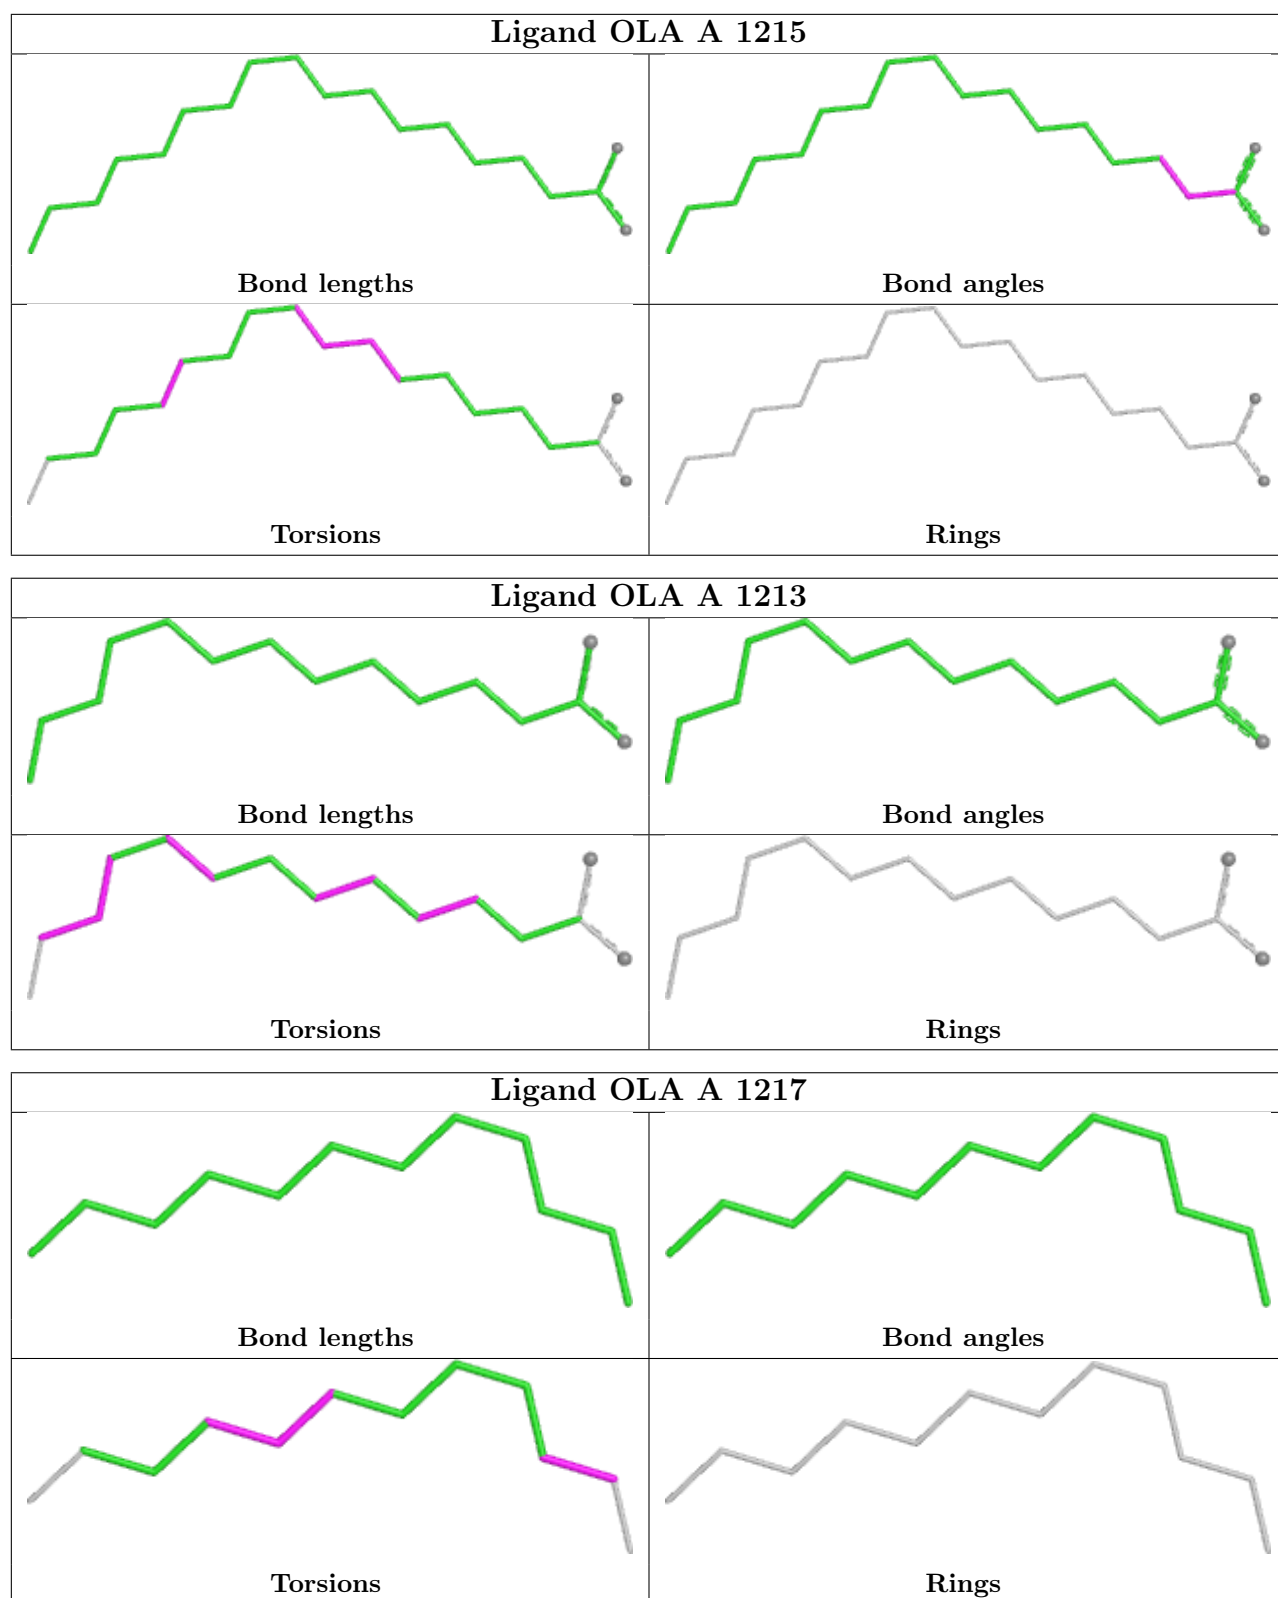 Ligand OLA A 1215
Bond lengths
Bond angles
Torsions
Rings
Ligand OLA A 1213
Bond lengths
Bond angles
Torsions
Rings
Ligand OLA A 1217
Bond lengths
Bond angles
Torsions
Rings